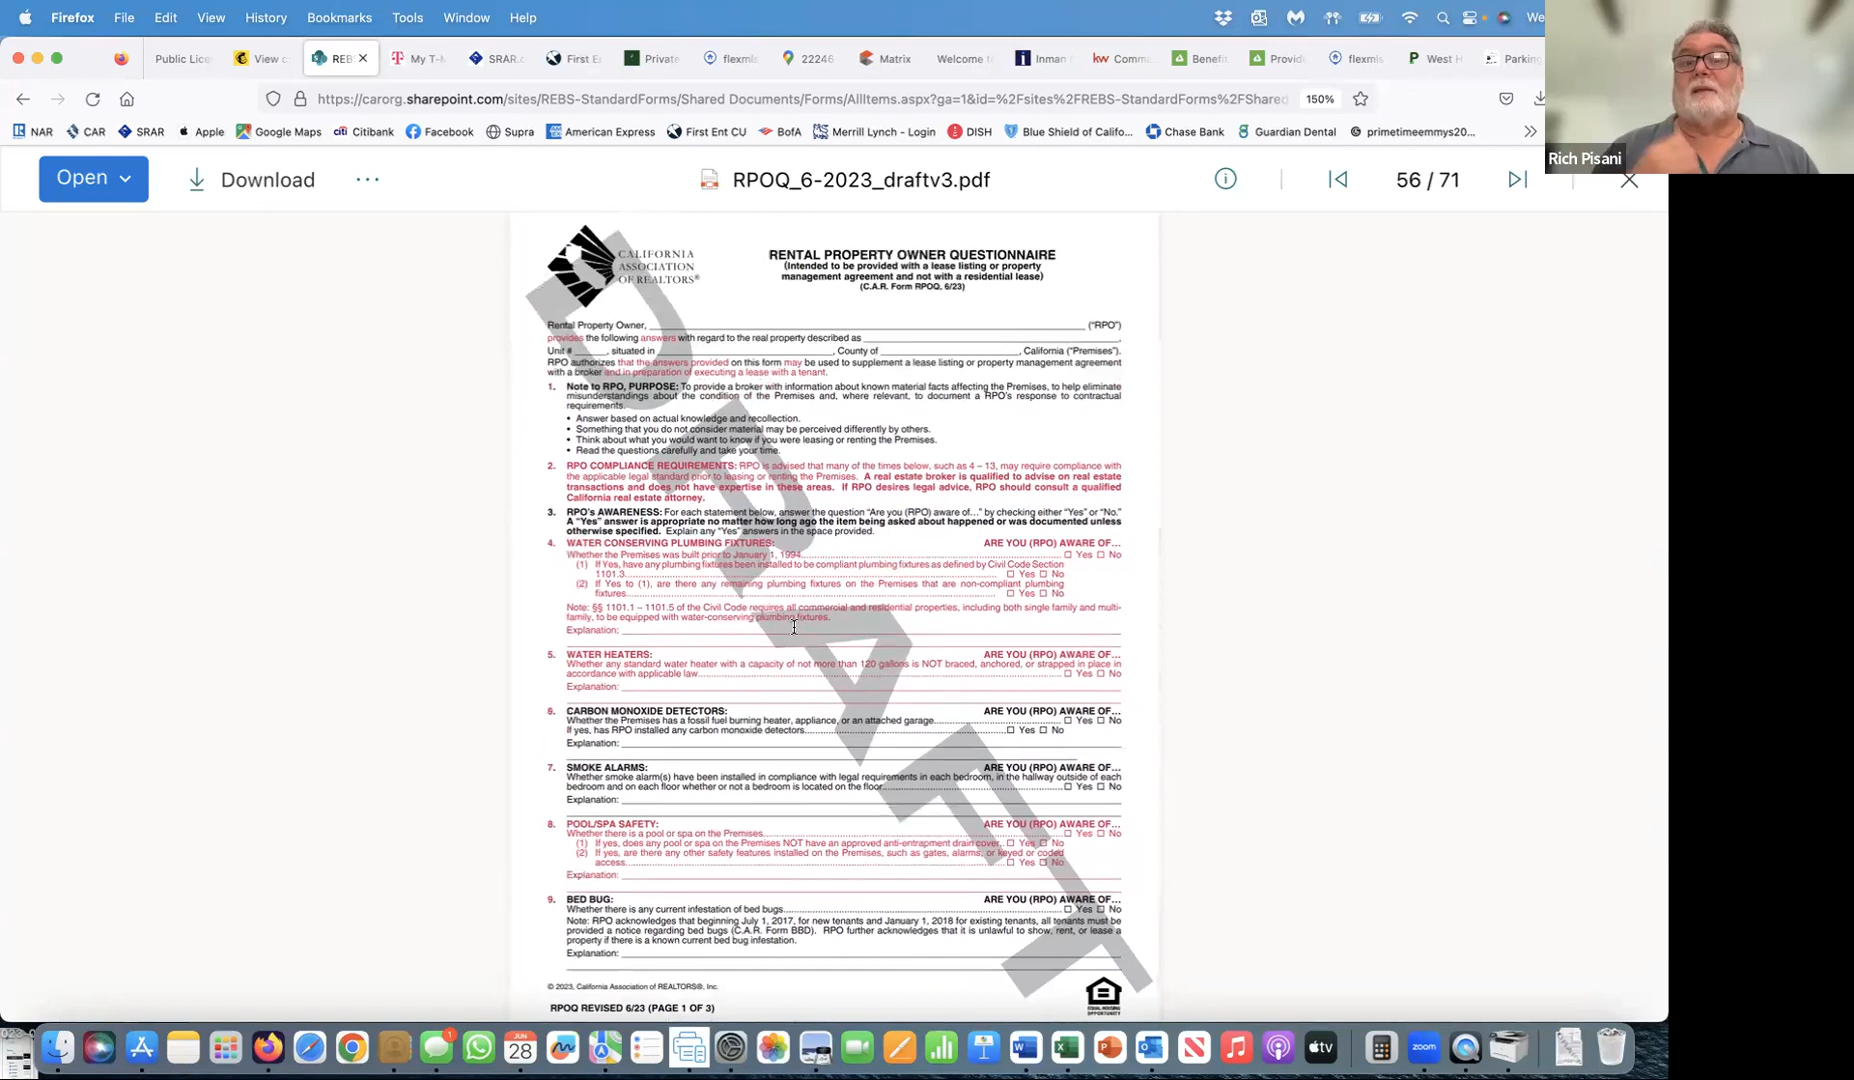 Firefox File Edit View History Bookmarks Tools Window Help We
Public Lice View c REBS My T-M SRAR.c First E Private flexmls 22246 Matrix Welcome to Inman kw Comma Benefit Provide flexmls West H Parking
https://carorg.sharepoint.com/sites/REBS-StandardForms/Shared Documents/Forms/AllItems.aspx?ga=1&id=%2Fsites%2FREBS-StandardForms%2FShared 150%
NAR CAR SRAR Apple Google Maps citi Citibank Facebook Supra American Express First Ent CU BofA Merrill Lynch - Login DISH Blue Shield of Califo... Chase Bank Guardian Dental primetimeemmys20...
Rich Pisani
Open Download ... RPOQ_6-2023_draftv3.pdf 56 / 71
DRAFT
CALIFORNIA
ASSOCIATION
OF REALTORS®
RENTAL PROPERTY OWNER QUESTIONNAIRE
(Intended to be provided with a lease listing or property
management agreement and not with a residential lease)
(C.A.R. Form RPOQ, 6/23)
Rental Property Owner, ("RPO")
provides the following answers with regard to the real property described as ,
Unit # , situated in , County of , California ("Premises").
RPO authorizes that the answers provided on this form may be used to supplement a lease listing or property management agreement
with a broker and in preparation of executing a lease with a tenant.
1. Note to RPO, PURPOSE: To provide a broker with information about known material facts affecting the Premises, to help eliminate
misunderstandings about the condition of the Premises and, where relevant, to document a RPO's response to contractual
requirements.
• Answer based on actual knowledge and recollection.
• Something that you do not consider material may be perceived differently by others.
• Think about what you would want to know if you were leasing or renting the Premises.
• Read the questions carefully and take your time.
2. RPO COMPLIANCE REQUIREMENTS: RPO is advised that many of the times below, such as 4 – 13, may require compliance with
the applicable legal standard prior to leasing or renting the Premises. A real estate broker is qualified to advise on real estate
transactions and does not have expertise in these areas. If RPO desires legal advice, RPO should consult a qualified
California real estate attorney.
3. RPO's AWARENESS: For each statement below, answer the question "Are you (RPO) aware of..." by checking either "Yes" or "No."
A "Yes" answer is appropriate no matter how long ago the item being asked about happened or was documented unless
otherwise specified. Explain any "Yes" answers in the space provided.
4. WATER CONSERVING PLUMBING FIXTURES: ARE YOU (RPO) AWARE OF...
Whether the Premises was built prior to January 1, 1994 ☐ Yes ☐ No
(1) If Yes, have any plumbing fixtures been installed to be compliant plumbing fixtures as defined by Civil Code Section
1101.3 ☐ Yes ☐ No
(2) If Yes to (1), are there any remaining plumbing fixtures on the Premises that are non-compliant plumbing
fixtures ☐ Yes ☐ No
Note: §§ 1101.1 – 1101.5 of the Civil Code requires all commercial and residential properties, including both single family and multi-
family, to be equipped with water-conserving plumbing fixtures.
Explanation:
5. WATER HEATERS: ARE YOU (RPO) AWARE OF...
Whether any standard water heater with a capacity of not more than 120 gallons is NOT braced, anchored, or strapped in place in
accordance with applicable law ☐ Yes ☐ No
Explanation:
6. CARBON MONOXIDE DETECTORS: ARE YOU (RPO) AWARE OF...
Whether the Premises has a fossil fuel burning heater, appliance, or an attached garage ☐ Yes ☐ No
If yes, has RPO installed any carbon monoxide detectors ☐ Yes ☐ No
Explanation:
7. SMOKE ALARMS: ARE YOU (RPO) AWARE OF...
Whether smoke alarm(s) have been installed in compliance with legal requirements in each bedroom, in the hallway outside of each
bedroom and on each floor whether or not a bedroom is located on the floor ☐ Yes ☐ No
Explanation:
8. POOL/SPA SAFETY: ARE YOU (RPO) AWARE OF...
Whether there is a pool or spa on the Premises ☐ Yes ☐ No
(1) If yes, does any pool or spa on the Premises NOT have an approved anti-entrapment drain cover ☐ Yes ☐ No
(2) If yes, are there any other safety features installed on the Premises, such as gates, alarms, or keyed or coded
access ☐ Yes ☐ No
Explanation:
9. BED BUG: ARE YOU (RPO) AWARE OF...
Whether there is any current infestation of bed bugs ☐ Yes ☐ No
Note: RPO acknowledges that beginning July 1, 2017, for new tenants and January 1, 2018 for existing tenants, all tenants must be
provided a notice regarding bed bugs (C.A.R. Form BBD). RPO further acknowledges that it is unlawful to show, rent, or lease a
property if there is a known current bed bug infestation.
Explanation:
© 2023, California Association of REALTORS®, Inc.
RPOQ REVISED 6/23 (PAGE 1 OF 3)
EQUAL HOUSING
OPPORTUNITY
1 JUN 28 tv zoom